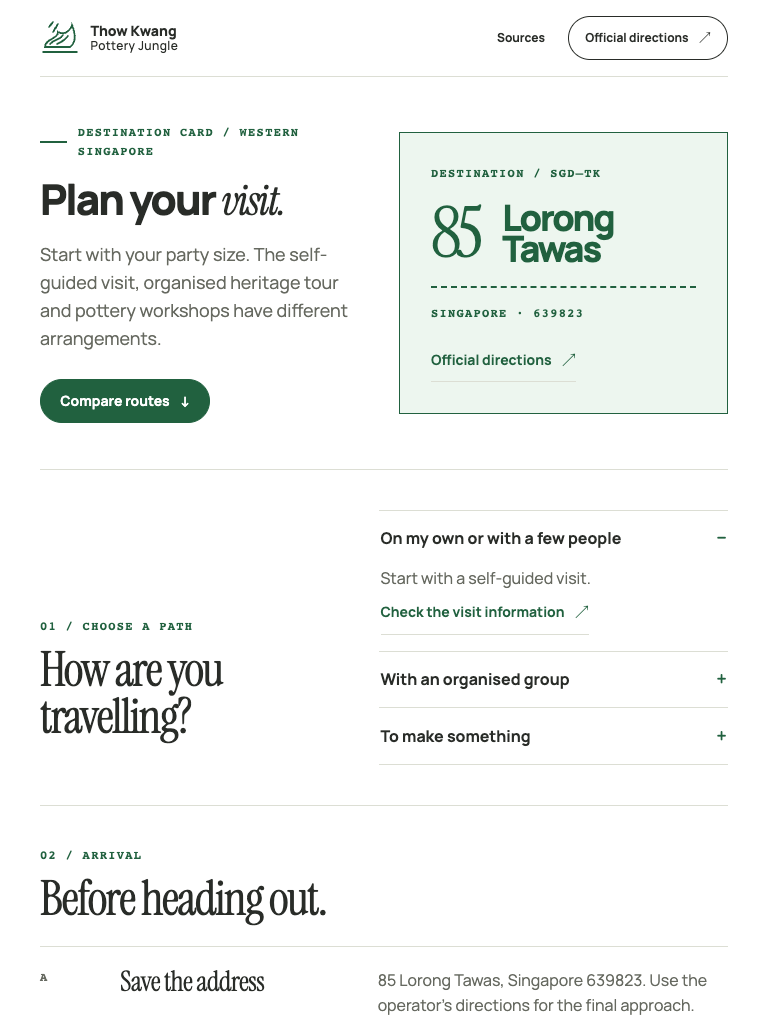 Thow Kwang
Pottery Jungle
Sources
Official directions ↗
DESTINATION CARD / WESTERN
SINGAPORE
Plan your visit.
Start with your party size. The self-
guided visit, organised heritage tour
and pottery workshops have different
arrangements.
Compare routes ↓
DESTINATION / SGD—TK
85 Lorong
Tawas
SINGAPORE · 639823
Official directions ↗
01 / CHOOSE A PATH
How are you
travelling?
On my own or with a few people −
Start with a self-guided visit.
Check the visit information ↗
With an organised group +
To make something +
02 / ARRIVAL
Before heading out.
A
Save the address
85 Lorong Tawas, Singapore 639823. Use the
operator's directions for the final approach.